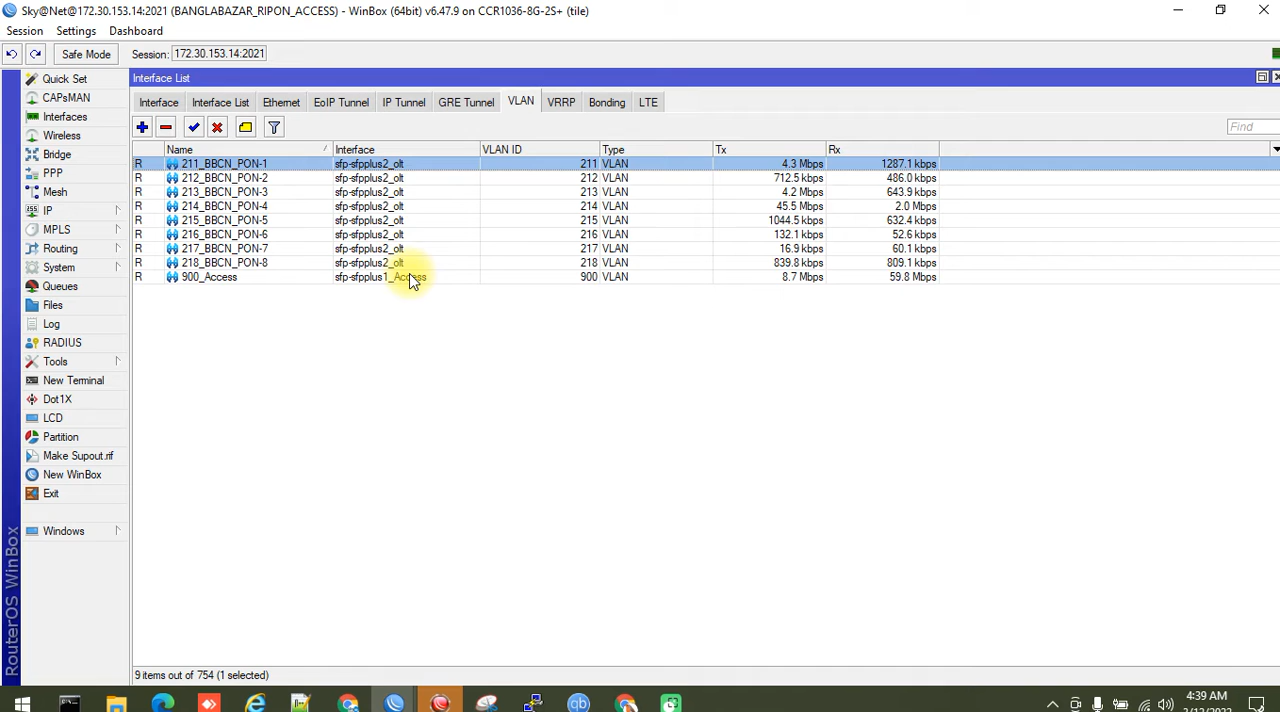 Sky@Net@172.30.153.14:2021 (BANGLABAZAR_RIPON_ACCESS) - WinBox (64bit) v6.47.9 on CCR1036-8G-2S+ (tile)
Session Settings Dashboard
Safe Mode Session: 172.30.153.14:2021
Quick Set
CAPsMAN
Interfaces
Wireless
Bridge
PPP
Mesh
IP
MPLS
Routing
System
Queues
Files
Log
RADIUS
Tools
New Terminal
Dot1X
LCD
Partition
Make Supout.rif
New WinBox
Exit
Windows
RouterOS WinBox
Interface List
Interface Interface List Ethernet EoIP Tunnel IP Tunnel GRE Tunnel VLAN VRRP Bonding LTE
Find
Name / Interface VLAN ID Type Tx Rx
R 211_BBCN_PON-1 sfp-sfpplus2_olt 211 VLAN 4.3 Mbps 1287.1 kbps
R 212_BBCN_PON-2 sfp-sfpplus2_olt 212 VLAN 712.5 kbps 486.0 kbps
R 213_BBCN_PON-3 sfp-sfpplus2_olt 213 VLAN 4.2 Mbps 643.9 kbps
R 214_BBCN_PON-4 sfp-sfpplus2_olt 214 VLAN 45.5 Mbps 2.0 Mbps
R 215_BBCN_PON-5 sfp-sfpplus2_olt 215 VLAN 1044.5 kbps 632.4 kbps
R 216_BBCN_PON-6 sfp-sfpplus2_olt 216 VLAN 132.1 kbps 52.6 kbps
R 217_BBCN_PON-7 sfp-sfpplus2_olt 217 VLAN 16.9 kbps 60.1 kbps
R 218_BBCN_PON-8 sfp-sfpplus2_olt 218 VLAN 839.8 kbps 809.1 kbps
R 900_Access sfp-sfpplus1_Access 900 VLAN 8.7 Mbps 59.8 Mbps
9 items out of 754 (1 selected)
4:39 AM